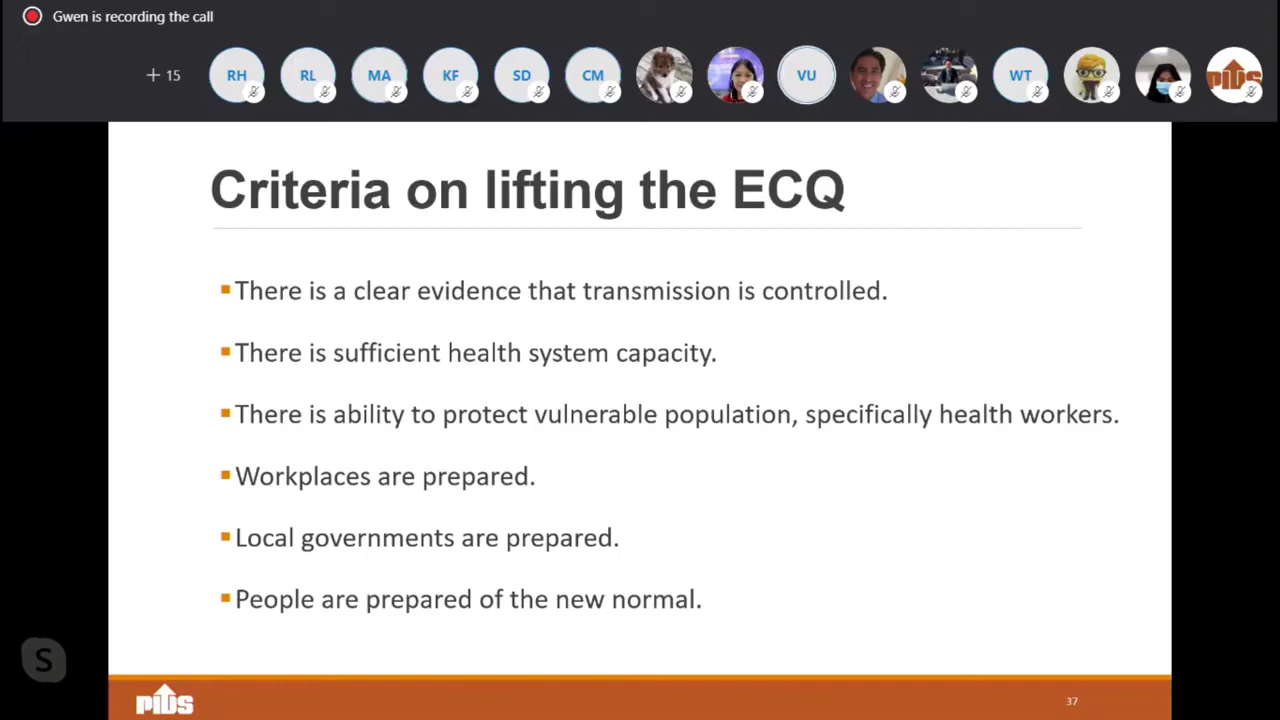 Gwen is recording the call
+ 15
RH
RL
MA
KF
SD
CM
VU
WT
PIDS
Criteria on lifting the ECQ
There is a clear evidence that transmission is controlled.
There is sufficient health system capacity.
There is ability to protect vulnerable population, specifically health workers.
Workplaces are prepared.
Local governments are prepared.
People are prepared of the new normal.
S
PIDS
37